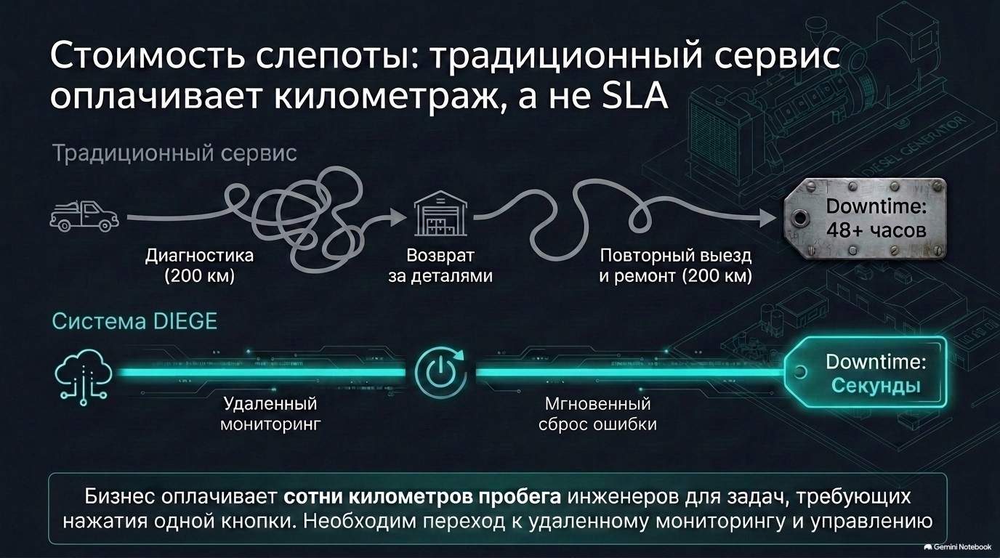 Стоимость слепоты: традиционный сервис
оплачивает километраж, а не SLA
Традиционный сервис
Диагностика
(200 км)
Возврат
за деталями
Повторный выезд
и ремонт (200 км)
Downtime:
48+ часов
DIESEL GENERATOR
Система DIEGE
Удаленный
мониторинг
Мгновенный
сброс ошибки
Downtime:
Секунды
Бизнес оплачивает сотни километров пробега инженеров для задач, требующих
нажатия одной кнопки. Необходим переход к удаленному мониторингу и управлению
Gemini Notebook